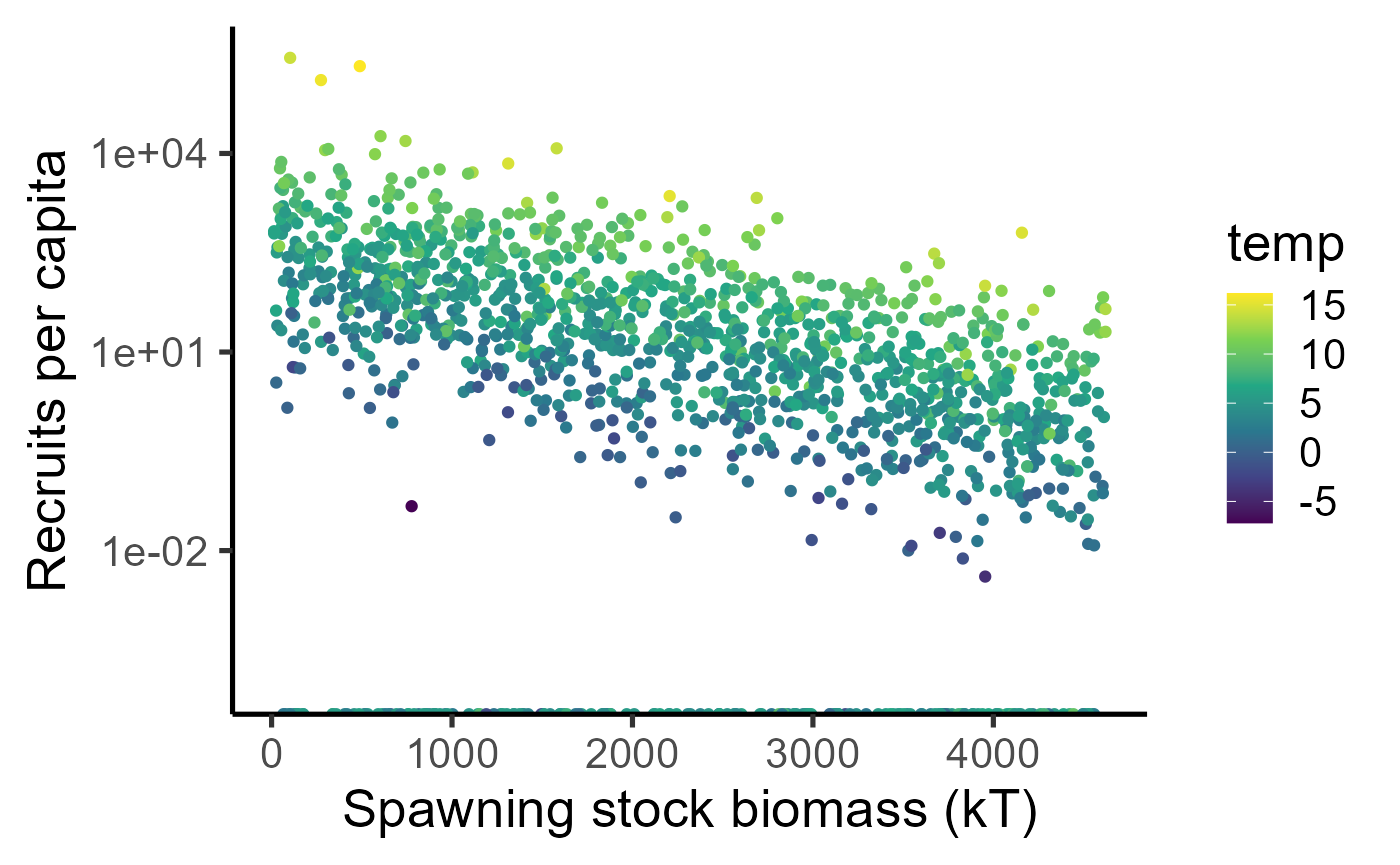 Recruits per capita
1e+04
1e+01
1e-02
0 1000 2000 3000 4000
Spawning stock biomass (kT)
temp
15
10
5
0
-5